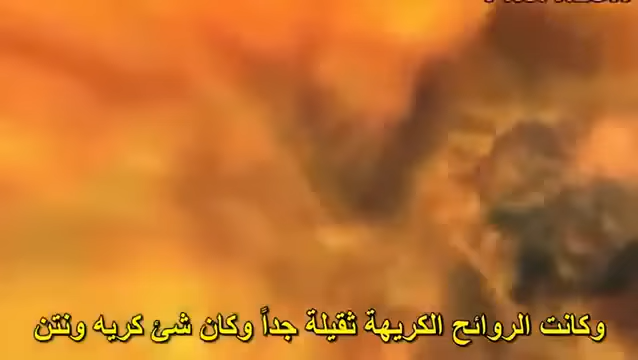 وكانت الروائح الكريهة ثقيلة جداً وكان شئ كريه ونتن